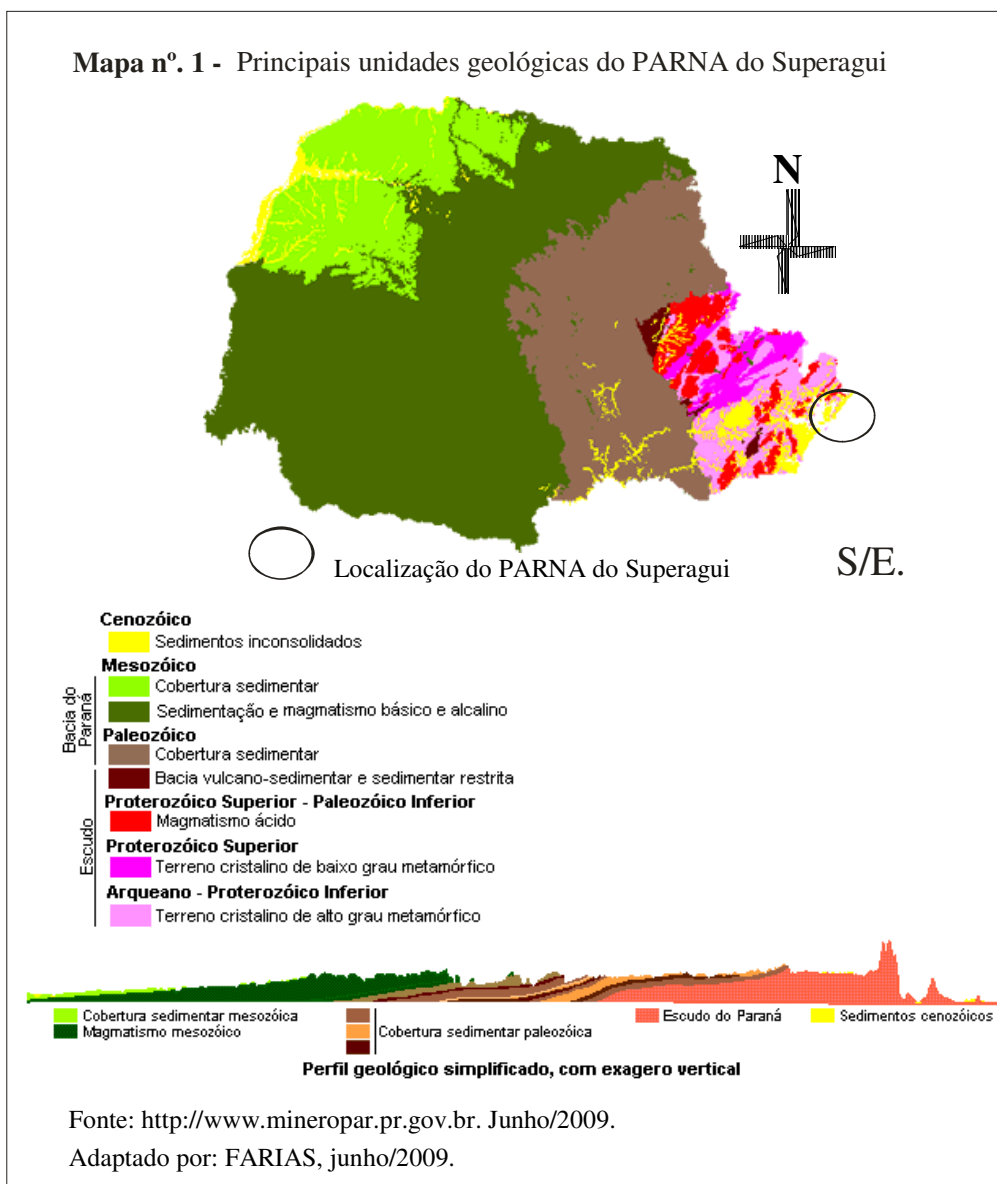 Mapa nº. 1 - Principais unidades geológicas do PARNA do Superagui
N
S/E.
Localização do PARNA do Superagui
Cenozóico
Sedimentos inconsolidados
Mesozóico
Cobertura sedimentar
Sedimentação e magmatismo básico e alcalino
Bacia do
Paraná
Paleozóico
Cobertura sedimentar
Bacia vulcano-sedimentar e sedimentar restrita
Proterozóico Superior - Paleozóico Inferior
Magmatismo ácido
Escudo
Proterozóico Superior
Terreno cristalino de baixo grau metamórfico
Arqueano - Proterozóico Inferior
Terreno cristalino de alto grau metamórfico
Cobertura sedimentar mesozóica
Magmatismo mesozóico
Cobertura sedimentar paleozóica
Escudo do Paraná
Sedimentos cenozóicos
Perfil geológico simplificado, com exagero vertical
Fonte: http://www.mineropar.pr.gov.br. Junho/2009.
Adaptado por: FARIAS, junho/2009.